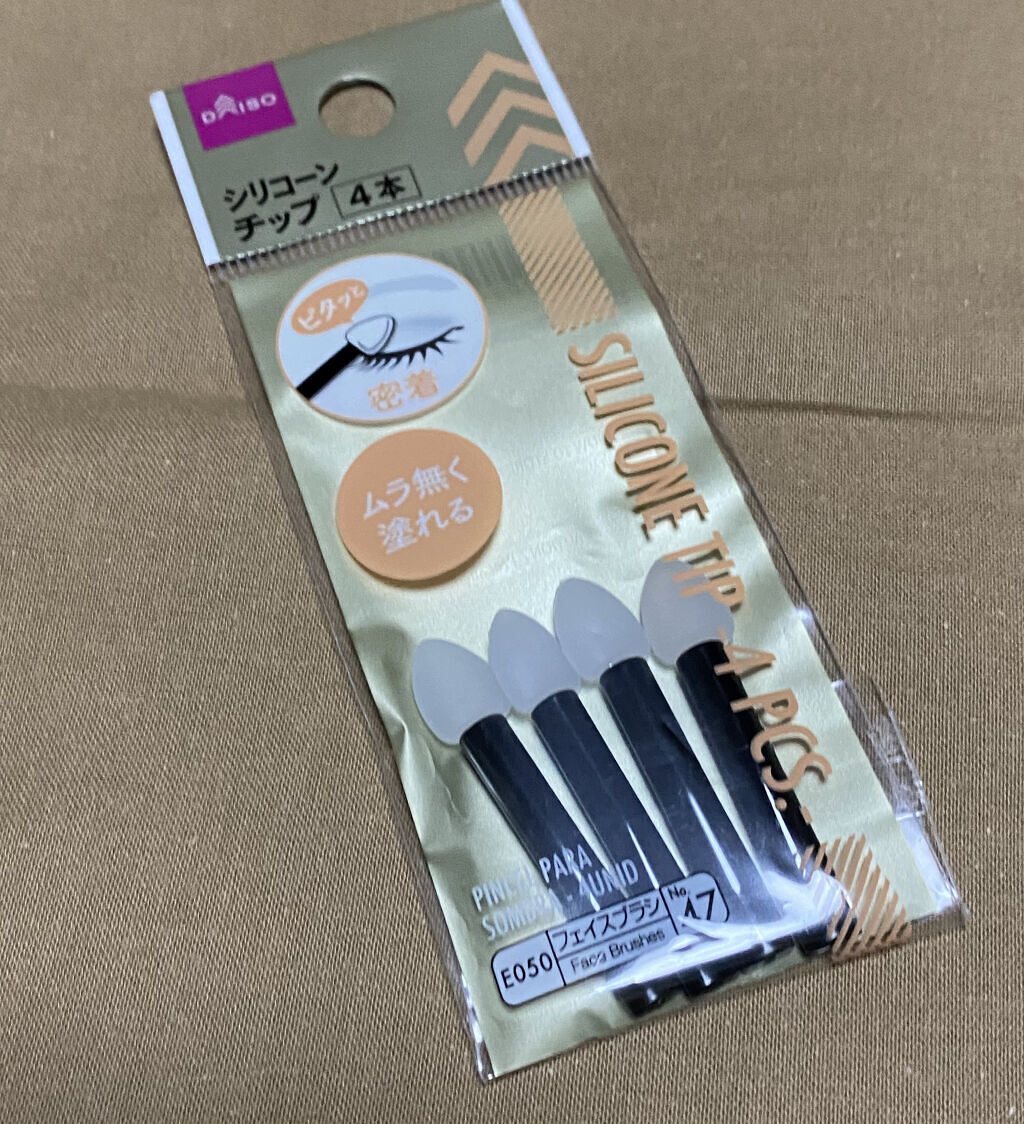 DAISO
シリコーン
チップ 4本
ピタッと
密着
ムラ無く
塗れる
SILICONE TIP 4 PCS.
PINCEL PARA
SOMBRA 4UNID
E050
フェイスブラシ
Face Brushes
No.
17